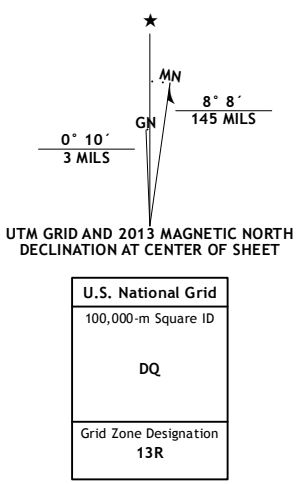 ★
MN
GN
8° 8´
145 MILS
0° 10´
3 MILS
UTM GRID AND 2013 MAGNETIC NORTH
DECLINATION AT CENTER OF SHEET
U.S. National Grid
100,000-m Square ID
DQ
Grid Zone Designation
13R